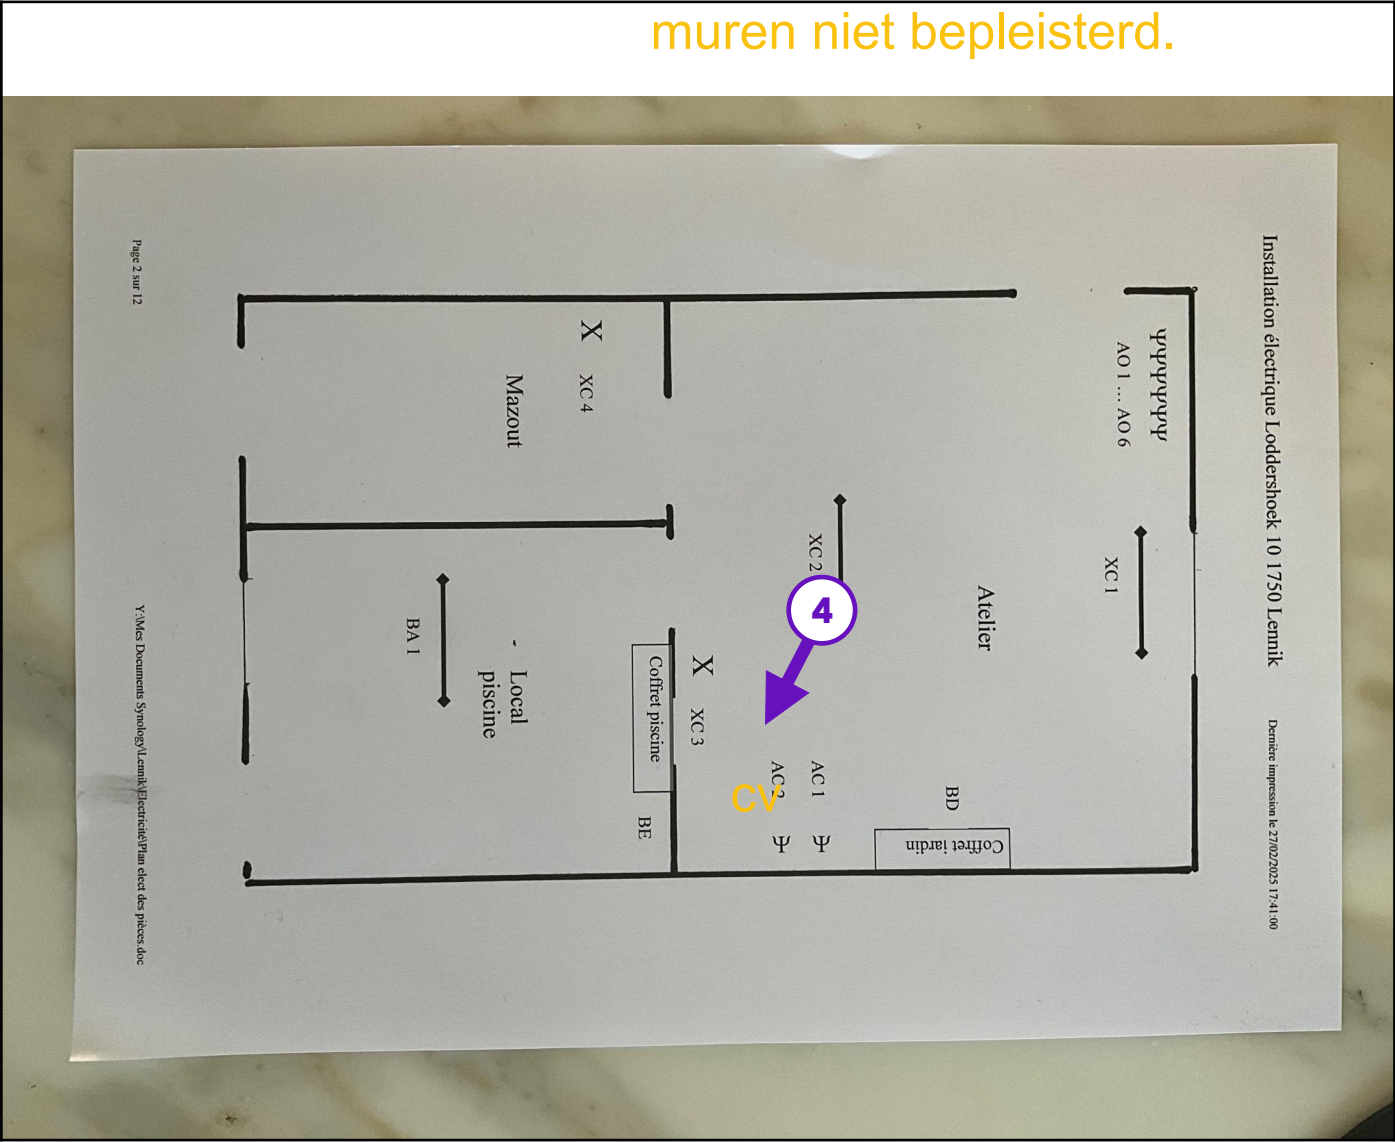 muren niet bepleisterd.
Installation électrique Loddershoek 10 1750 Lennik
Dernière impression le 27/02/2025 17:41:00
AO 1 ... AO 6
XC 1
Atelier
XC 2
4
AC 1
AC 2
cv
BD
Coffret jardin
X XC 3
Coffret piscine
BE
X XC 4
Mazout
- Local
piscine
BA 1
Page 2 sur 12
Y:\Mes Documents Synology\Lennik\Electricité\Plan elect des pièces.doc